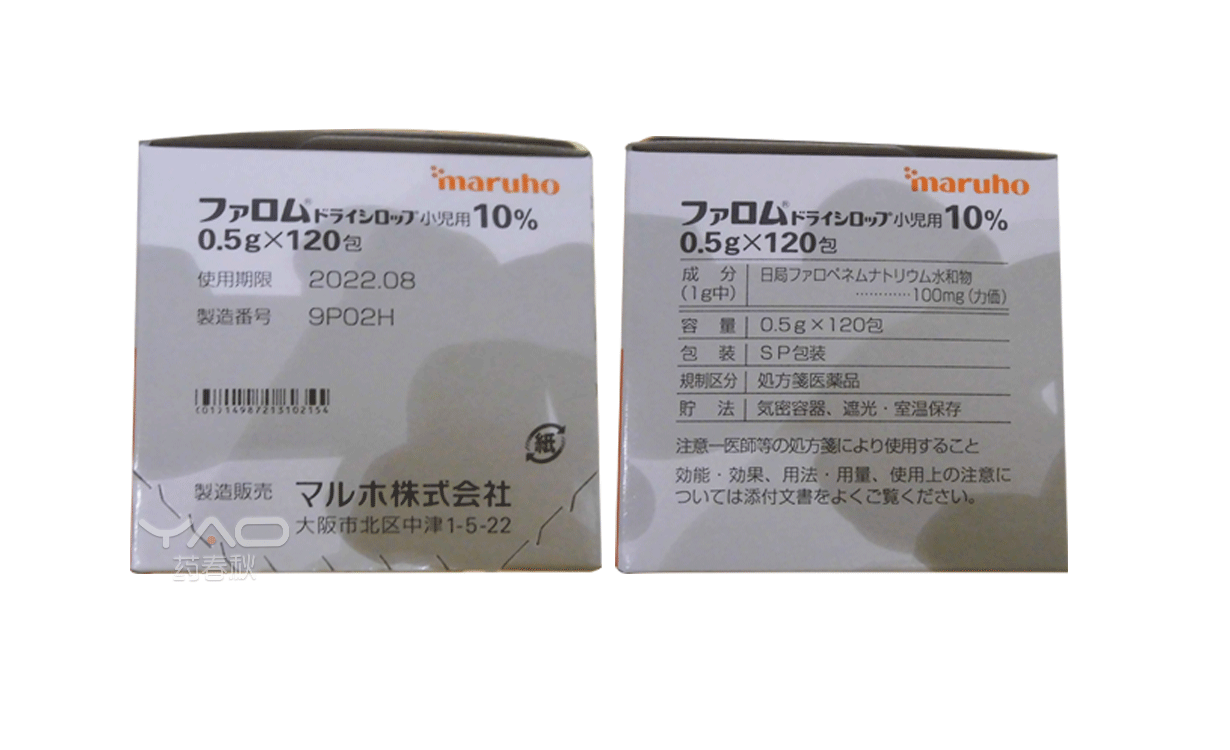 maruho
ファロム®ドライシロップ小児用10%
0.5g×120包
使用期限 2022.08
製造番号 9P02H
(01)14987213102154
紙
製造販売 マルホ株式会社
大阪市北区中津1-5-22
YAO
药春秋
maruho
ファロム®ドライシロップ小児用10%
0.5g×120包
成分 日局ファロペネムナトリウム水和物
(1g中) …………100mg(力価)
容量 0.5g×120包
包装 SP包装
規制区分 処方箋医薬品
貯法 気密容器、遮光・室温保存
注意―医師等の処方箋により使用すること
効能・効果、用法・用量、使用上の注意に
ついては添付文書をよくご覧ください。